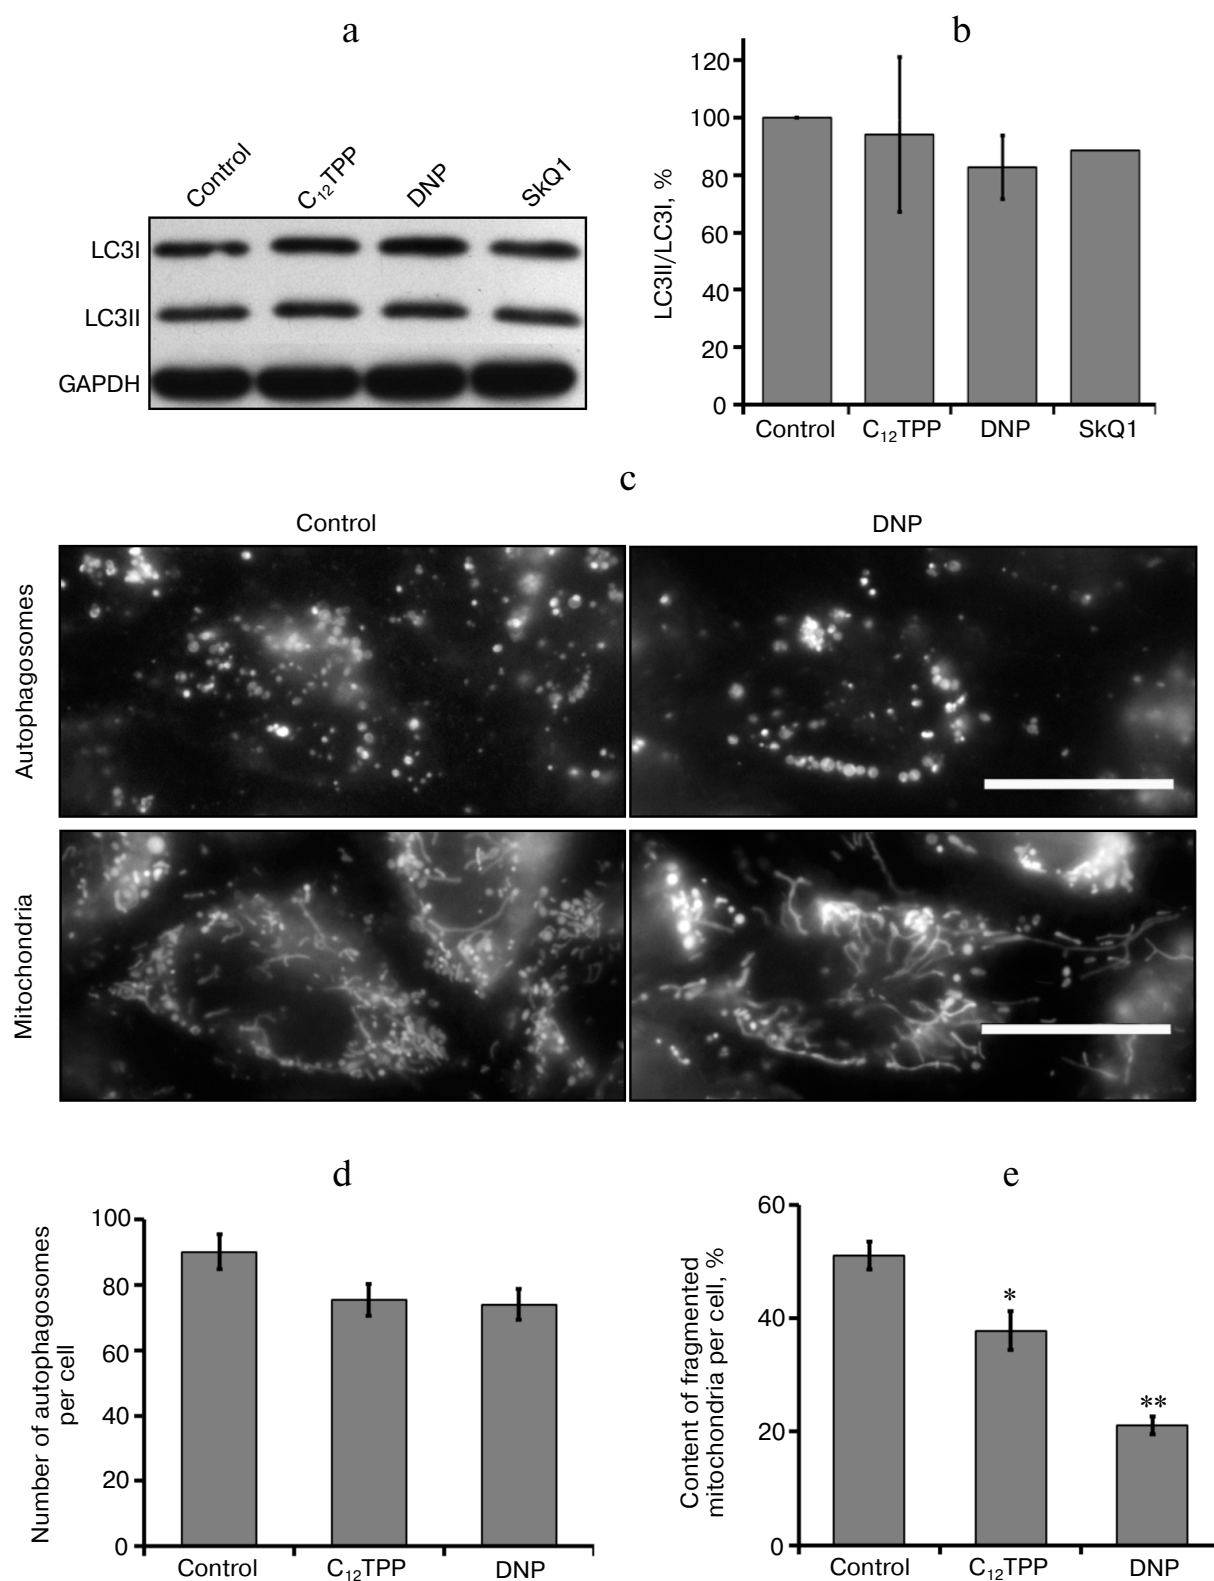 a
Control
C₁₂TPP
DNP
SkQ1
LC3I
LC3II
GAPDH
b
LC3II/LC3I, %
120
100
80
60
40
20
0
Control
C₁₂TPP
DNP
SkQ1
c
Control
DNP
Autophagosomes
Mitochondria
d
Number of autophagosomes
per cell
100
80
60
40
20
0
Control
C₁₂TPP
DNP
e
Content of fragmented
mitochondria per cell, %
60
40
20
0
*
**
Control
C₁₂TPP
DNP